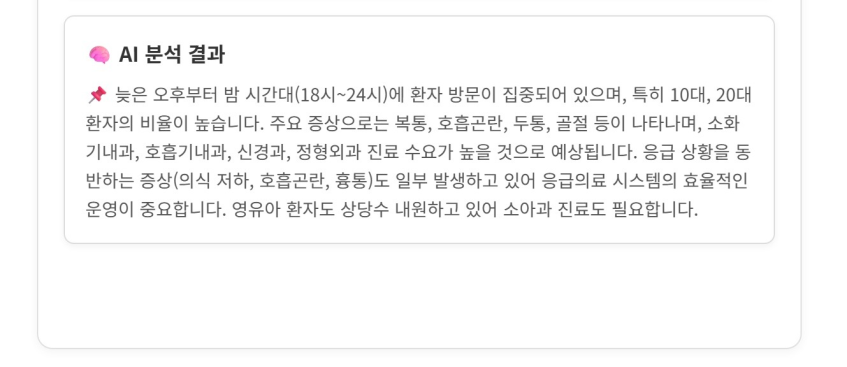 🧠 AI 분석 결과
📌 늦은 오후부터 밤 시간대(18시~24시)에 환자 방문이 집중되어 있으며, 특히 10대, 20대
환자의 비율이 높습니다. 주요 증상으로는 복통, 호흡곤란, 두통, 골절 등이 나타나며, 소화
기내과, 호흡기내과, 신경과, 정형외과 진료 수요가 높을 것으로 예상됩니다. 응급 상황을 동
반하는 증상(의식 저하, 호흡곤란, 흉통)도 일부 발생하고 있어 응급의료 시스템의 효율적인
운영이 중요합니다. 영유아 환자도 상당수 내원하고 있어 소아과 진료도 필요합니다.